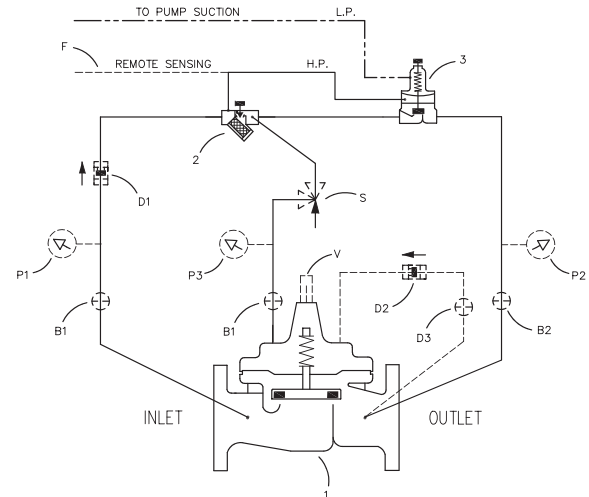 TO PUMP SUCTION L.P.
F 3
REMOTE SENSING H.P.
2
D1
S
P1 P3 V P2
D2
B1 B1 D3 B2
INLET OUTLET
1